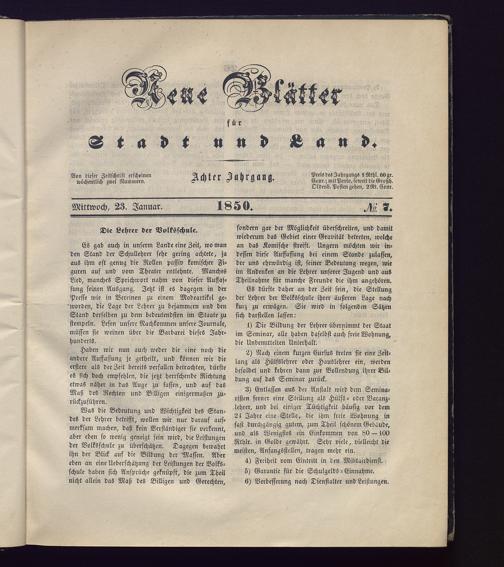 Neue Blätter
für
Stadt und Land.
Von dieser Zeitschrift erscheinen
wöchentlich zwei Nummern.
Achter Jahrgang.
Preis des Jahrgangs 1 Rthl. 60 gr.
Cour.; mit Porto, soweit die Großh.
Oldenb. Posten gehen, 2 Rt. Cour.
Mittwoch, 23. Januar.
1850.
№ 7.
Die Lehrer der Volksschule.
Es gab auch in unserm Lande eine Zeit, wo man
den Stand der Schullehrer sehr gering achtete, ja
aus ihm oft genug die Rollen passiv komischer Fi-
guren auf und vom Theater entlehnte. Manches
Lied, manches Sprichwort nahm von dieser Auffas-
sung seinen Ausgang. Jetzt ist es dagegen in der
Presse wie in Vereinen zu einem Modeartikel ge-
worden, die Lage der Lehrer zu bejammern und den
Stand derselben zu dem bedeutendsten im Staate zu
stempeln. Lesen unsre Nachkommen unsere Journale,
müssen sie weinen über die Barbarei dieses Jahr-
hunderts.
Haben wir nun auch weder die eine noch die
andre Auffassung je getheilt, und können wir die
erstere als der Zeit bereits verfallen betrachten, dürfte
es sich doch empfehlen, die jetzt herrschende Richtung
etwas näher in das Auge zu fassen, und auf das
Maß des Rechten und Billigen einigermaßen zu-
rückzuführen.
Was die Bedeutung und Wichtigkeit des Stan-
des der Lehrer betrifft, wollen wir nur darauf auf-
merksam machen, daß kein Verständiger sie verkennen,
aber eben so wenig geneigt sein wird, die Leistungen
der Volksschule zu überschätzen. Dagegen bewahrt
ihn der Blick auf die Bildung der Massen. Aber
eben an eine Ueberschätzung der Leistungen der Volks-
schule haben sich Ansprüche geknüpft, die zum Theil
nicht allein das Maß des Billigen und Gerechten,
sondern gar der Möglichkeit überschreiten, und damit
wiederum das Gebiet einer Gravität betreten, welche
an das Komische streift. Ungern möchten wir in-
dessen diese Auffassung bei einem Stande zulassen,
der uns ehrwürdig ist, seiner Bedeutung wegen, wie
im Andenken an die Lehrer unserer Jugend und aus
Theilnahme für manche Freunde die ihm angehören.
Es dürfte daher an der Zeit sein, die Stellung
der Lehrer der Volksschule ihrer äußeren Lage nach
kurz zu erwägen. Sie wird in folgenden Sätzen
sich darstellen lassen:
1) Die Bildung der Lehrer übernimmt der Staat
im Seminar, alle haben daselbst auch freie Wohnung,
die Unbemittelten Unterhalt.
2) Nach einem kurzen Cursus treten sie eine Zeit-
lang als Hülfslehrer oder Hauslehrer ein, werden
besoldet und kehren dann zur Vollendung ihrer Bil-
dung auf das Seminar zurück.
3) Entlassen aus der Anstalt wird dem Semina-
risten ferner eine Stellung als Hülfs- oder Vacanz-
lehrer, und bei einiger Tüchtigkeit häufig vor dem
24 Jahre eine Stelle, die ihm freie Wohnung in
fast durchgängig gutem, zum Theil schönem Gebäude,
und als Wenigstes ein Einkommen von 80 — 100
Rthlr. in Golde gewährt. Sehr viele, vielleicht die
meisten, Anfangsstellen, tragen mehr ein.
4) Freiheit vom Eintritt in den Militairdienst.
5) Garantie für die Schulgelds-Einnahme.
6) Verbesserung nach Dienstalter und Leistungen.